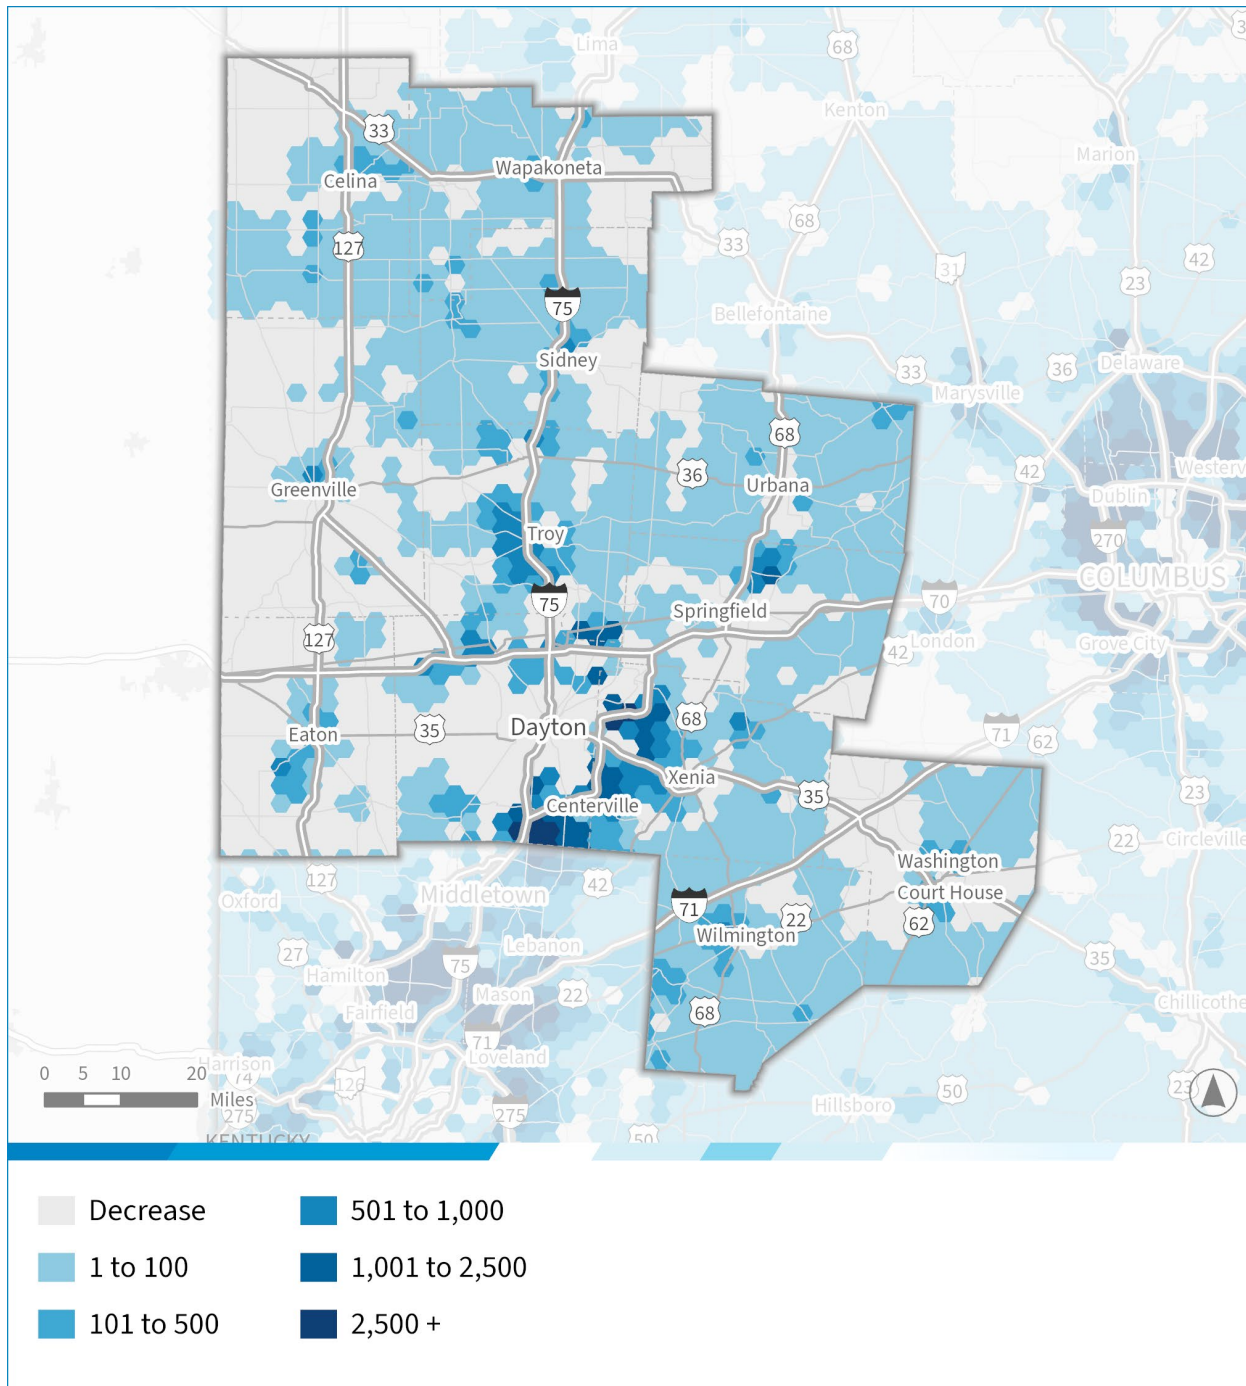 Lima
68
33
Kenton
Marion
33
Wapakoneta
Celina
68
127
33
31
42
23
75
Bellefontaine
Sidney
33
36
Delaware
Marysville
68
Westerv
36
42
Greenville
Urbana
Dublin
Troy
270
COLUMBUS
75
70
Springfield
127
London
Grove City
42
68
35
Dayton
Eaton
71
62
Xenia
35
23
Centerville
22
Circleville
Washington
Court House
127
42
Middletown
Oxford
71
22
62
Wilmington
27
Lebanon
35
75
Hamilton
Mason
22
Chillicothe
Fairfield
68
71
Loveland
Harrison
0 5 10 20
Miles
74
126
50
23
275
275
Hillsboro
50
KENTUCKY
Decrease
1 to 100
101 to 500
501 to 1,000
1,001 to 2,500
2,500 +